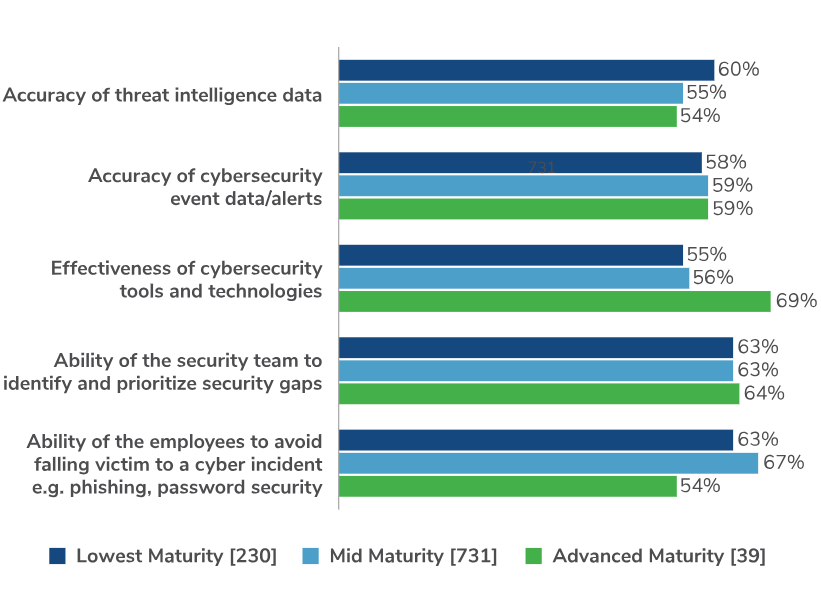 Accuracy of threat intelligence data
60%
55%
54%
Accuracy of cybersecurity
event data/alerts
731
58%
59%
59%
Effectiveness of cybersecurity
tools and technologies
55%
56%
69%
Ability of the security team to
identify and prioritize security gaps
63%
63%
64%
Ability of the employees to avoid
falling victim to a cyber incident
e.g. phishing, password security
63%
67%
54%
Lowest Maturity [230] Mid Maturity [731] Advanced Maturity [39]